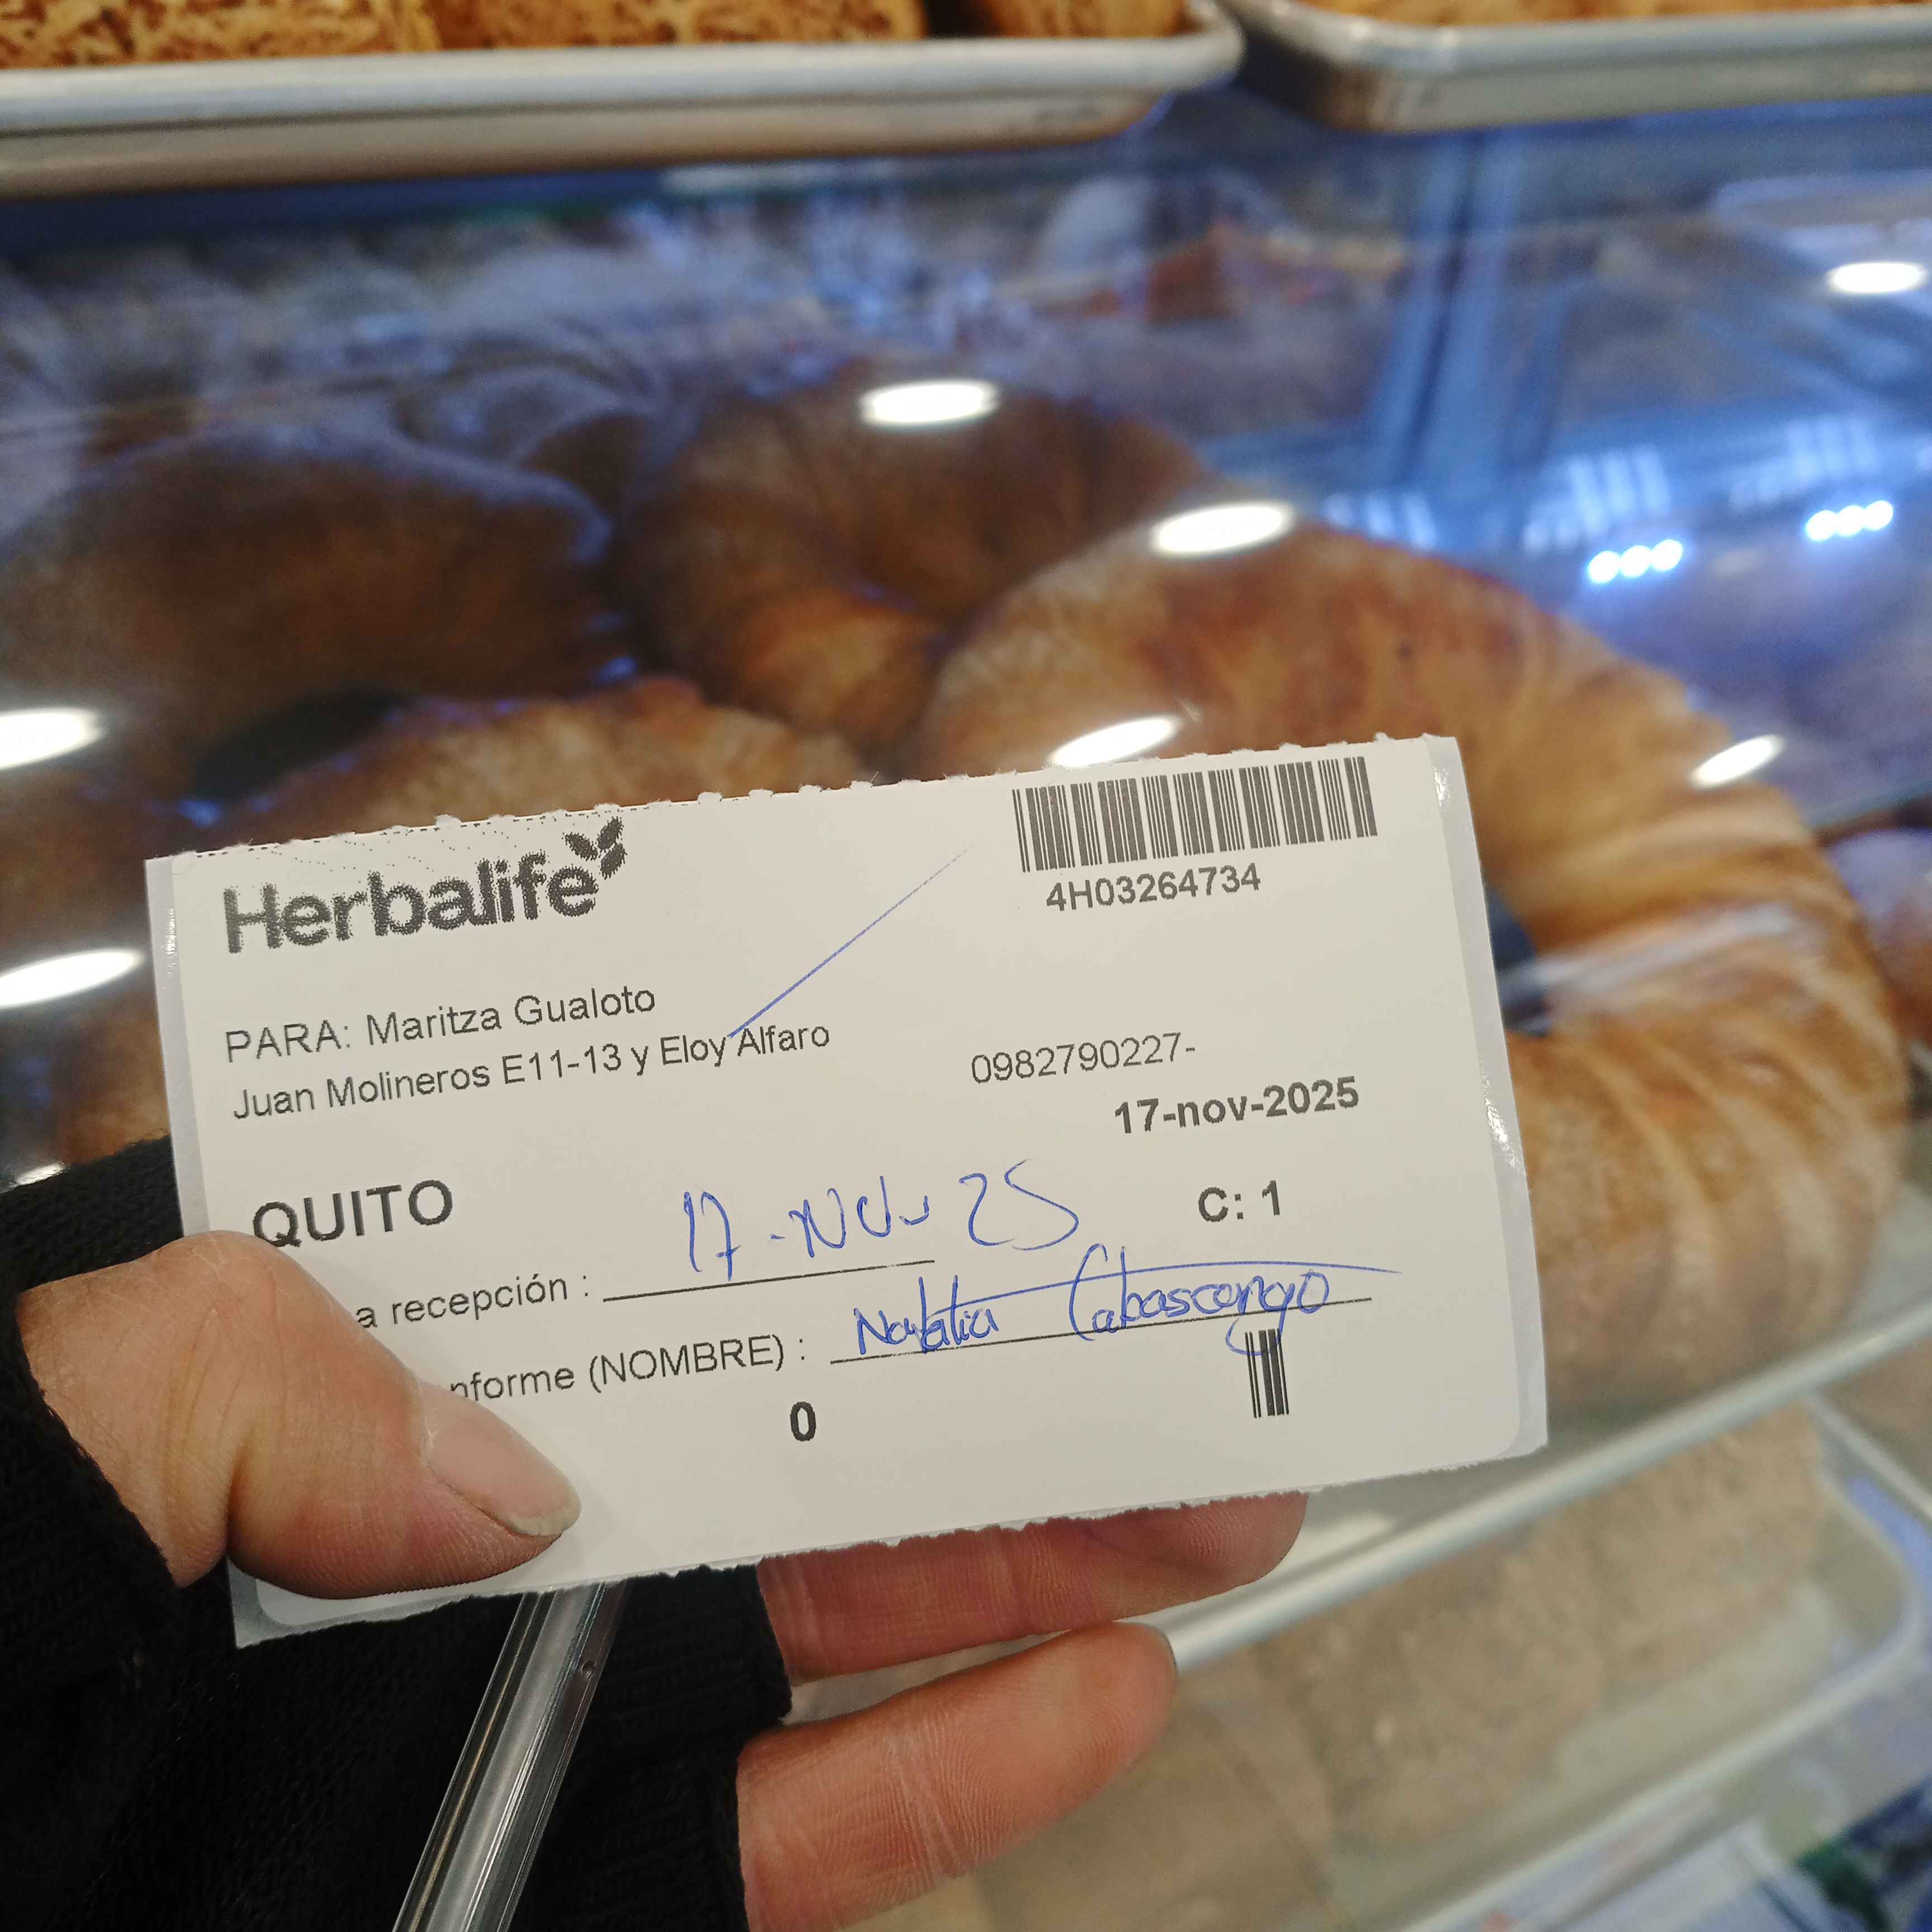 Herbalife
4H03264734
PARA: Maritza Gualoto
Juan Molineros E11-13 y Eloy Alfaro
0982790227-
17-nov-2025
QUITO
C: 1
a recepción : 17-Nov 25
nforme (NOMBRE) : Natalia Cabascango
0